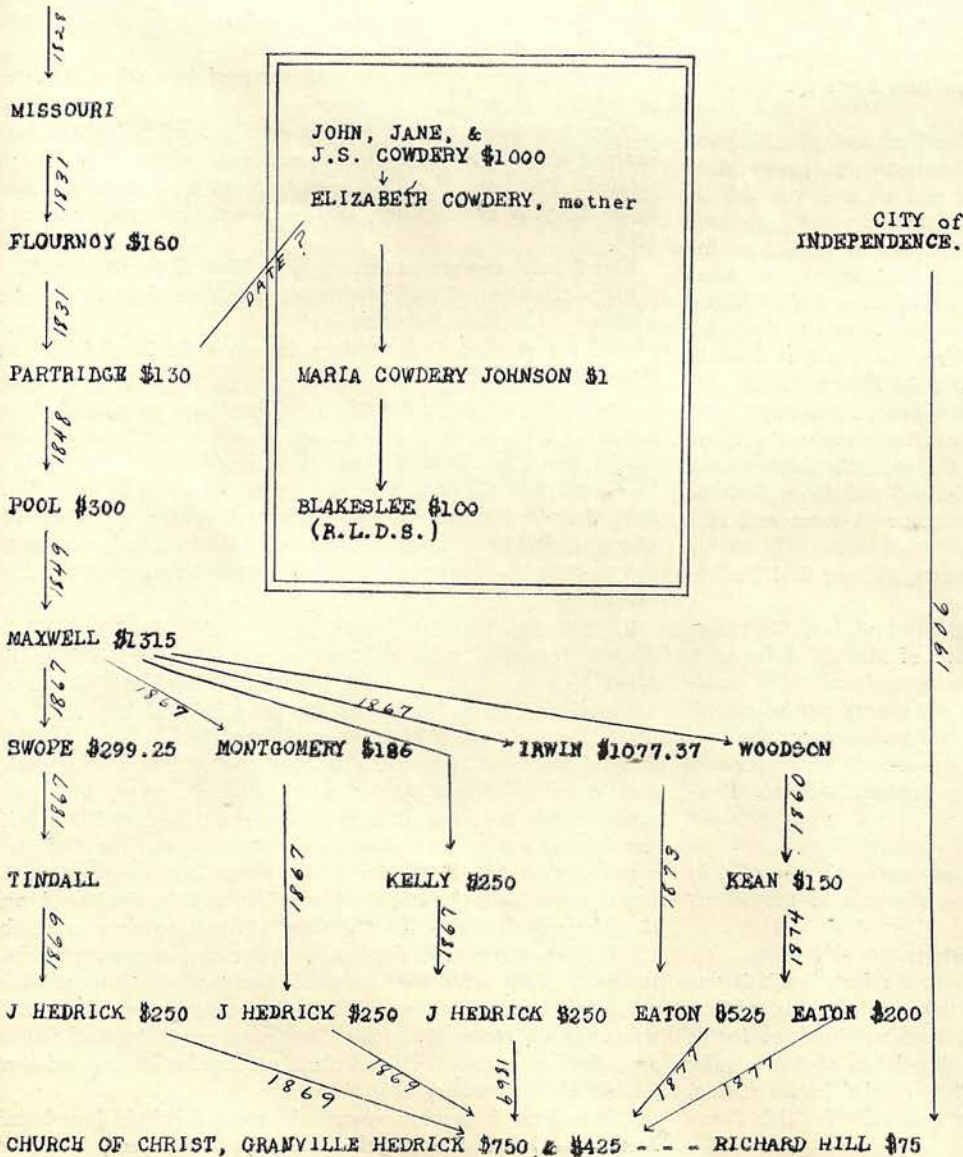 1828
MISSOURI
1831
FLOURNOY $160
1831
PARTRIDGE $130
DATE ?
1848
POOL $300
1849
MAXWELL $1315
JOHN, JANE, &
J.S. COWDERY $1000
ELIZABETH COWDERY, mother
MARIA COWDERY JOHNSON $1
BLAKESLEE $100
(R.L.D.S.)
CITY of
INDEPENDENCE.
1906
1867 1867 1867
SWOPE $299.25 MONTGOMERY $186 IRWIN $1077.37 WOODSON
1867 1867 1873 1860
TINDALL KELLY $250 KEAN $150
1869 1867 1874
J HEDRICK $250 J HEDRICK $250 J HEDRICK $250 EATON $525 EATON $200
1869 1869 1869 1877 1877
CHURCH OF CHRIST, GRANVILLE HEDRICK $750 & $425 - - - RICHARD HILL $75